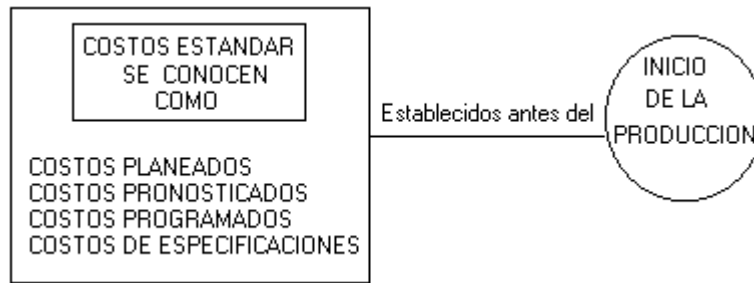 COSTOS ESTANDAR
SE CONOCEN
COMO
COSTOS PLANEADOS
COSTOS PRONOSTICADOS
COSTOS PROGRAMADOS
COSTOS DE ESPECIFICACIONES
Establecidos antes del
INICIO
DE LA
PRODUCCION